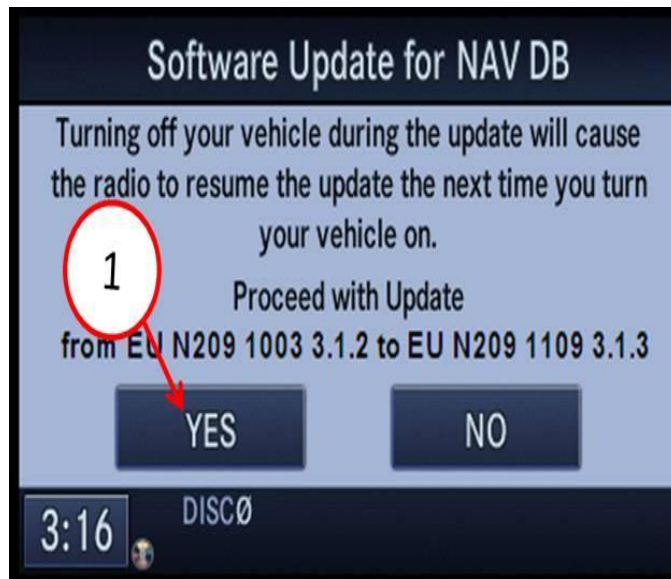 Software Update for NAV DB
Turning off your vehicle during the update will cause
the radio to resume the update the next time you turn
your vehicle on.
1
Proceed with Update
from EU N209 1003 3.1.2 to EU N209 1109 3.1.3
YES NO
DISCØ
3:16